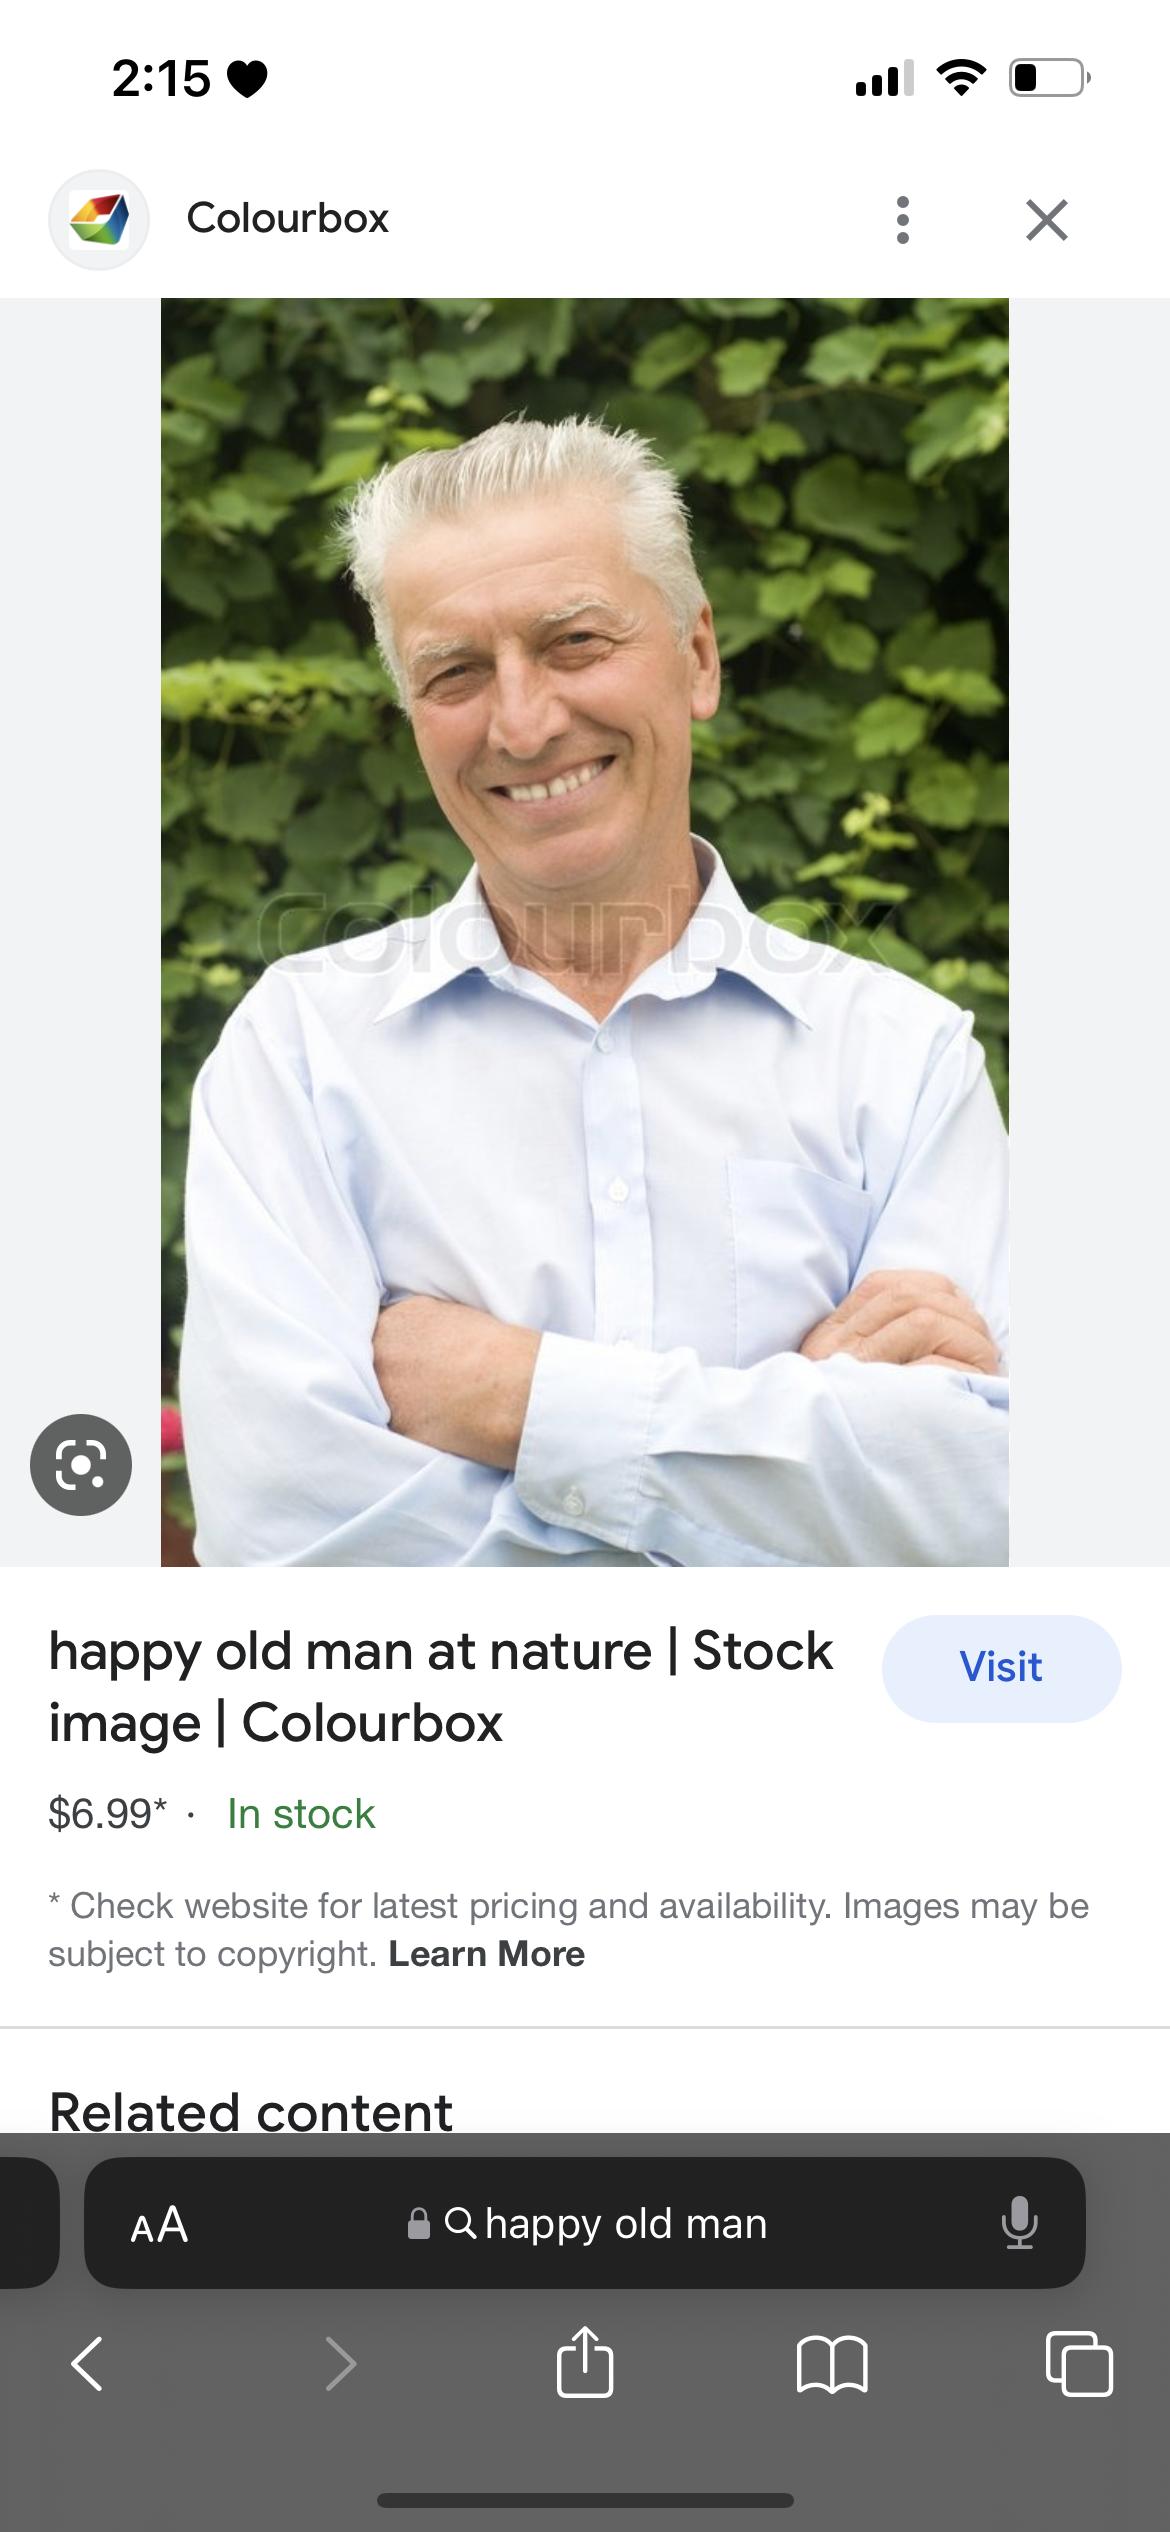 2:15
Colourbox
colourbox
happy old man at nature | Stock
image | Colourbox
Visit
$6.99* · In stock
* Check website for latest pricing and availability. Images may be
subject to copyright. Learn More
Related content
AA happy old man